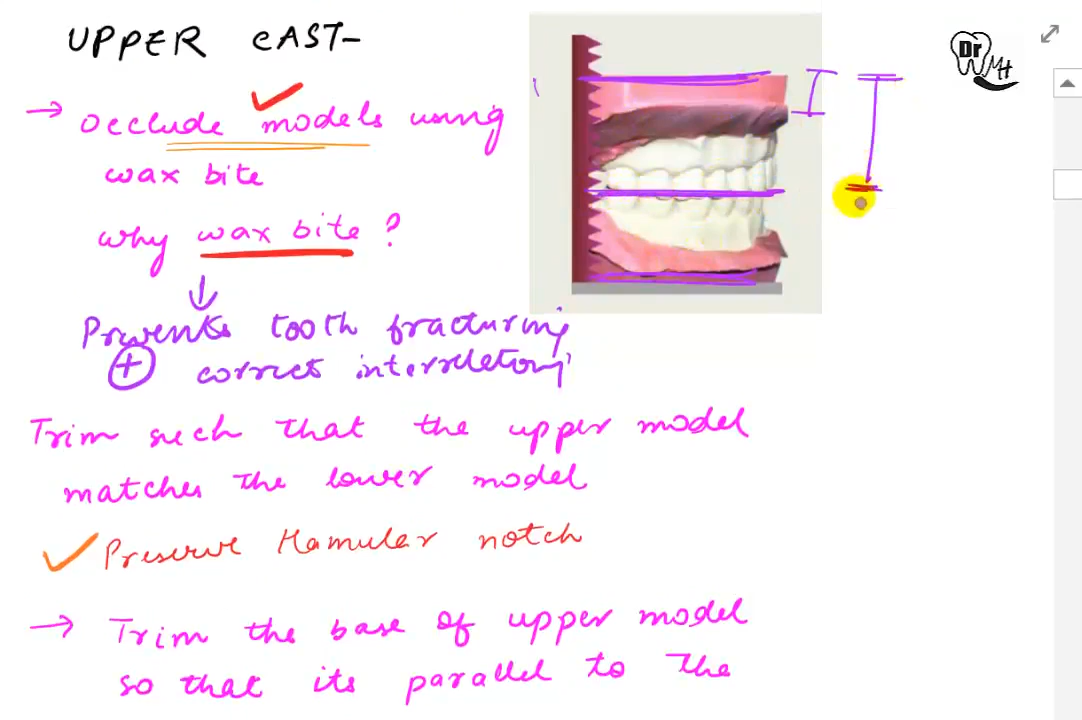 UPPER CAST-
Dr
MH
→ Occlude models using
wax bite
why wax bite?
↓
Prevents tooth fracturing
+ correct
Trim such that the upper model
matches the lower model
✓ Preserve Hamular notch
→ Trim the base of upper model
so that its parallel to the